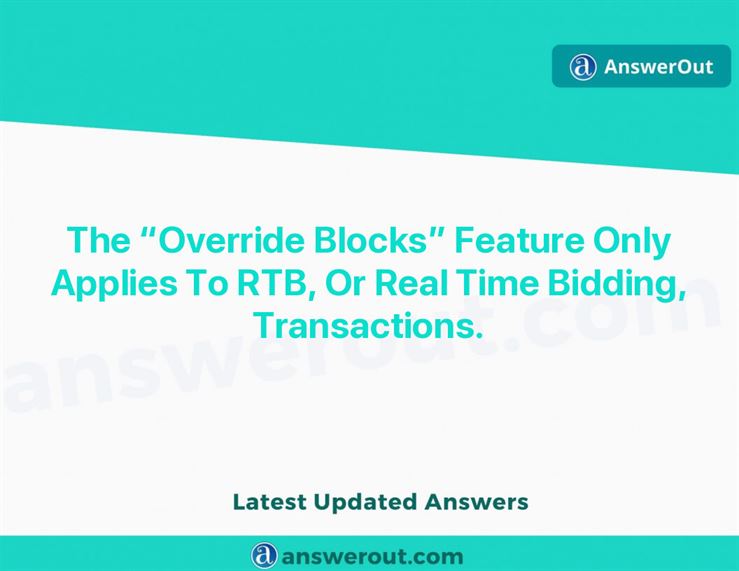 AnswerOut
The “Override Blocks” Feature Only
Applies To RTB, Or Real Time Bidding,
Transactions.
answerout.com
Latest Updated Answers
answerout.com